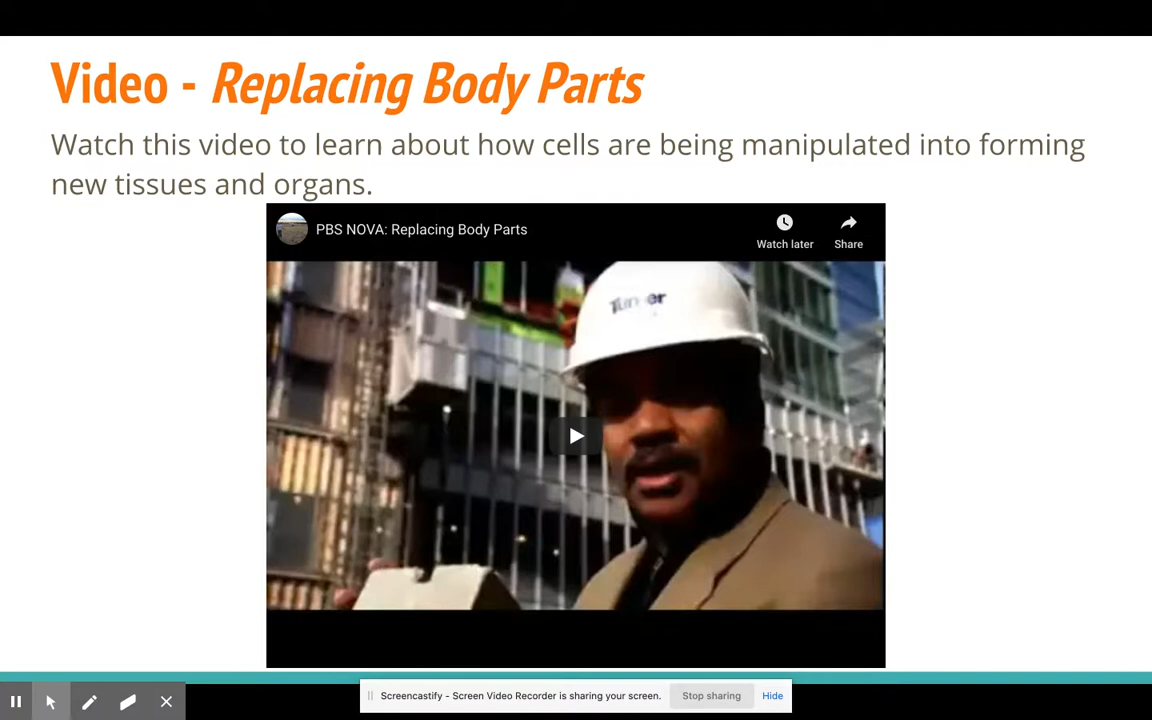 Video - Replacing Body Parts
Watch this video to learn about how cells are being manipulated into forming
new tissues and organs.
PBS NOVA: Replacing Body Parts
Watch later
Share
Turner
Screencastify - Screen Video Recorder is sharing your screen.
Stop sharing
Hide